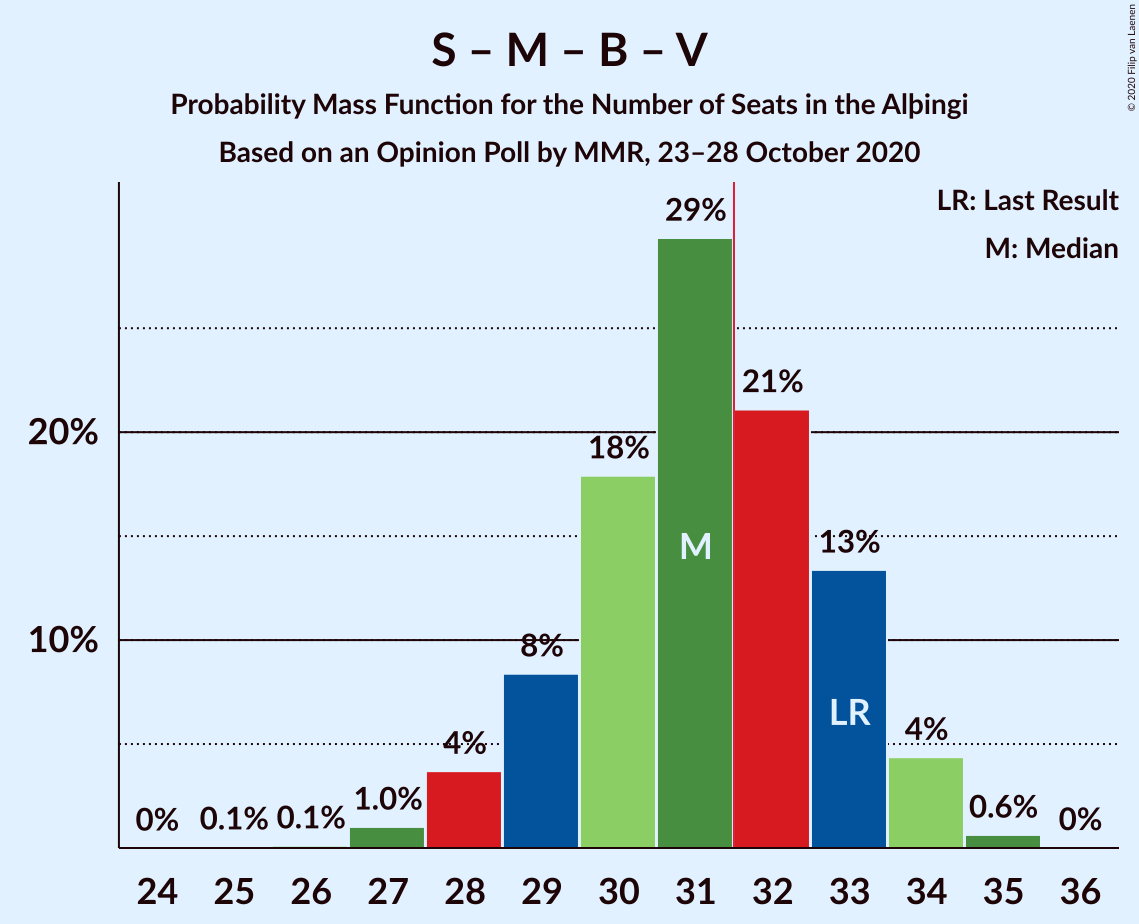 S – M – B – V
Probability Mass Function for the Number of Seats in the Alþingi
Based on an Opinion Poll by MMR, 23–28 October 2020
© 2020 Filip van Laenen
LR: Last Result
M: Median
29%
21%
20%
18%
13%
M
10%
8%
LR
4%
4%
0%
0.1%
0.1%
1.0%
0.6%
0%
24 25 26 27 28 29 30 31 32 33 34 35 36